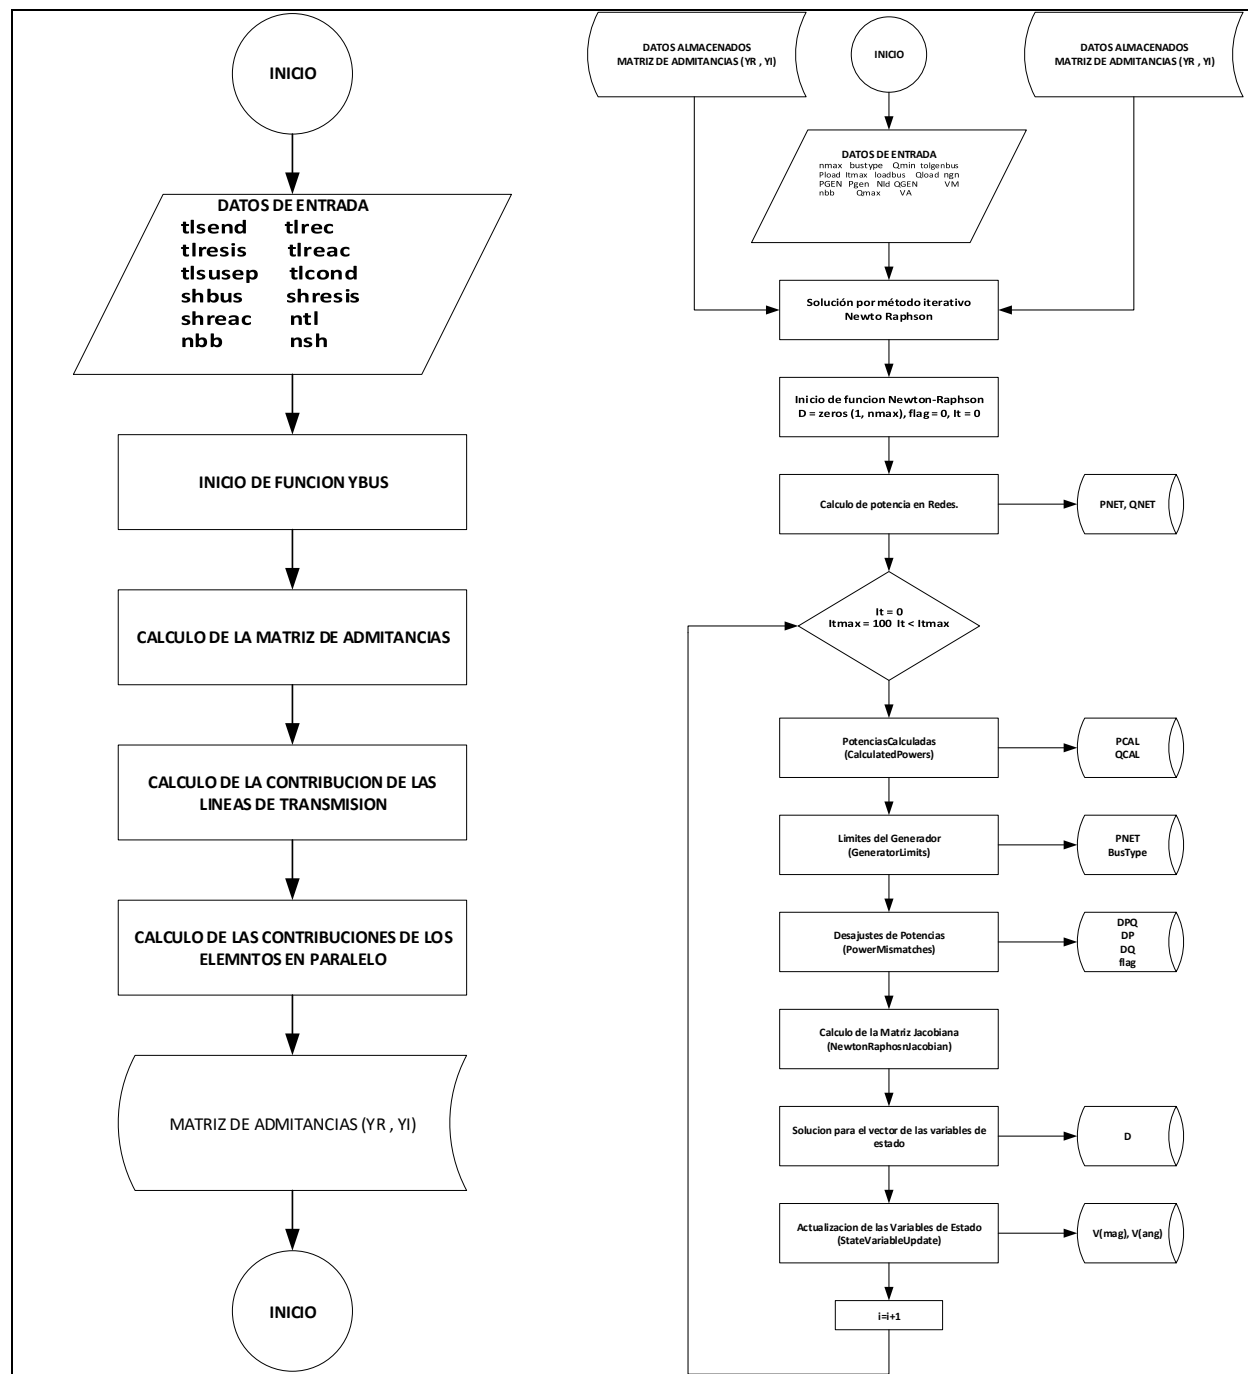 INICIO
DATOS DE ENTRADA
tlsend tlrec
tlresis tlreac
tlsusep tlcond
shbus shresis
shreac ntl
nbb nsh
INICIO DE FUNCION YBUS
CALCULO DE LA MATRIZ DE ADMITANCIAS
CALCULO DE LA CONTRIBUCION DE LAS
LINEAS DE TRANSMISION
CALCULO DE LAS CONTRIBUCIONES DE LOS
ELEMNTOS EN PARALELO
MATRIZ DE ADMITANCIAS (YR , YI)
INICIO
DATOS ALMACENADOS
MATRIZ DE ADMITANCIAS (YR , YI)
INICIO
DATOS ALMACENADOS
MATRIZ DE ADMITANCIAS (YR , YI)
DATOS DE ENTRADA
nmax bustype Qmin tolgenbus
Pload Itmax loadbus Qload ngn
PGEN Pgen Nld QGEN VM
nbb Qmax VA
Solución por método iterativo
Newto Raphson
Inicio de funcion Newton-Raphson
D = zeros (1, nmax), flag = 0, It = 0
Calculo de potencia en Redes.
PNET, QNET
It = 0
Itmax = 100 It < Itmax
PotenciasCalculadas
(CalculatedPowers)
PCAL
QCAL
Limites del Generador
(GeneratorLimits)
PNET
BusType
Desajustes de Potencias
(PowerMismatches)
DPQ
DP
DQ
flag
Calculo de la Matriz Jacobiana
(NewtonRaphosnJacobian)
Solucion para el vector de las variables de
estado
D
Actualizacion de las Variables de Estado
(StateVariableUpdate)
V(mag), V(ang)
i=i+1